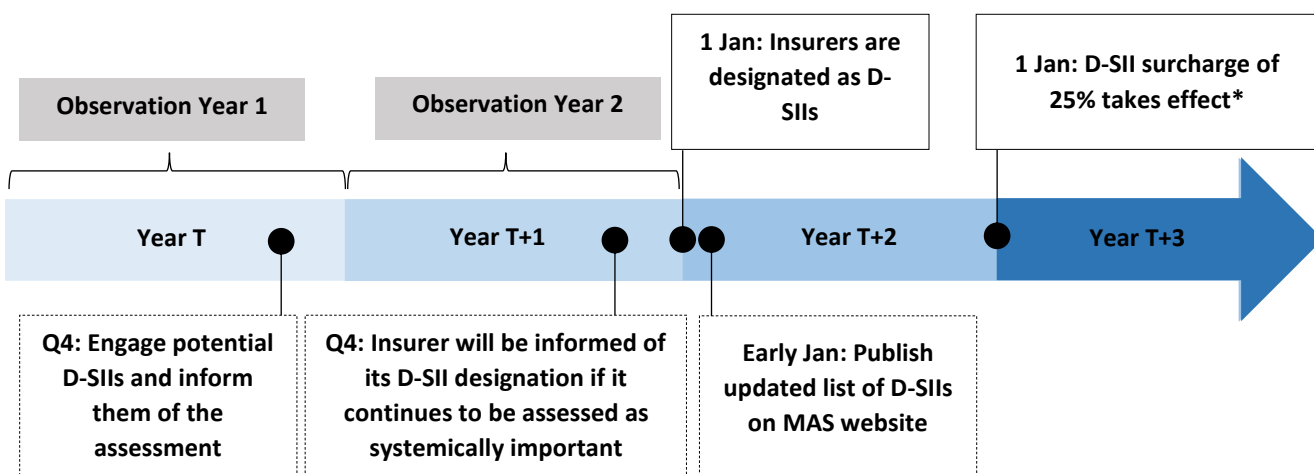 1 Jan: Insurers are
designated as D-
SIIs
1 Jan: D-SII surcharge of
25% takes effect*
Observation Year 1
Observation Year 2
Year T
Year T+1
Year T+2
Year T+3
Q4: Engage potential
D-SIIs and inform
them of the
assessment
Q4: Insurer will be informed of
its D-SII designation if it
continues to be assessed as
systemically important
Early Jan: Publish
updated list of D-SIIs
on MAS website